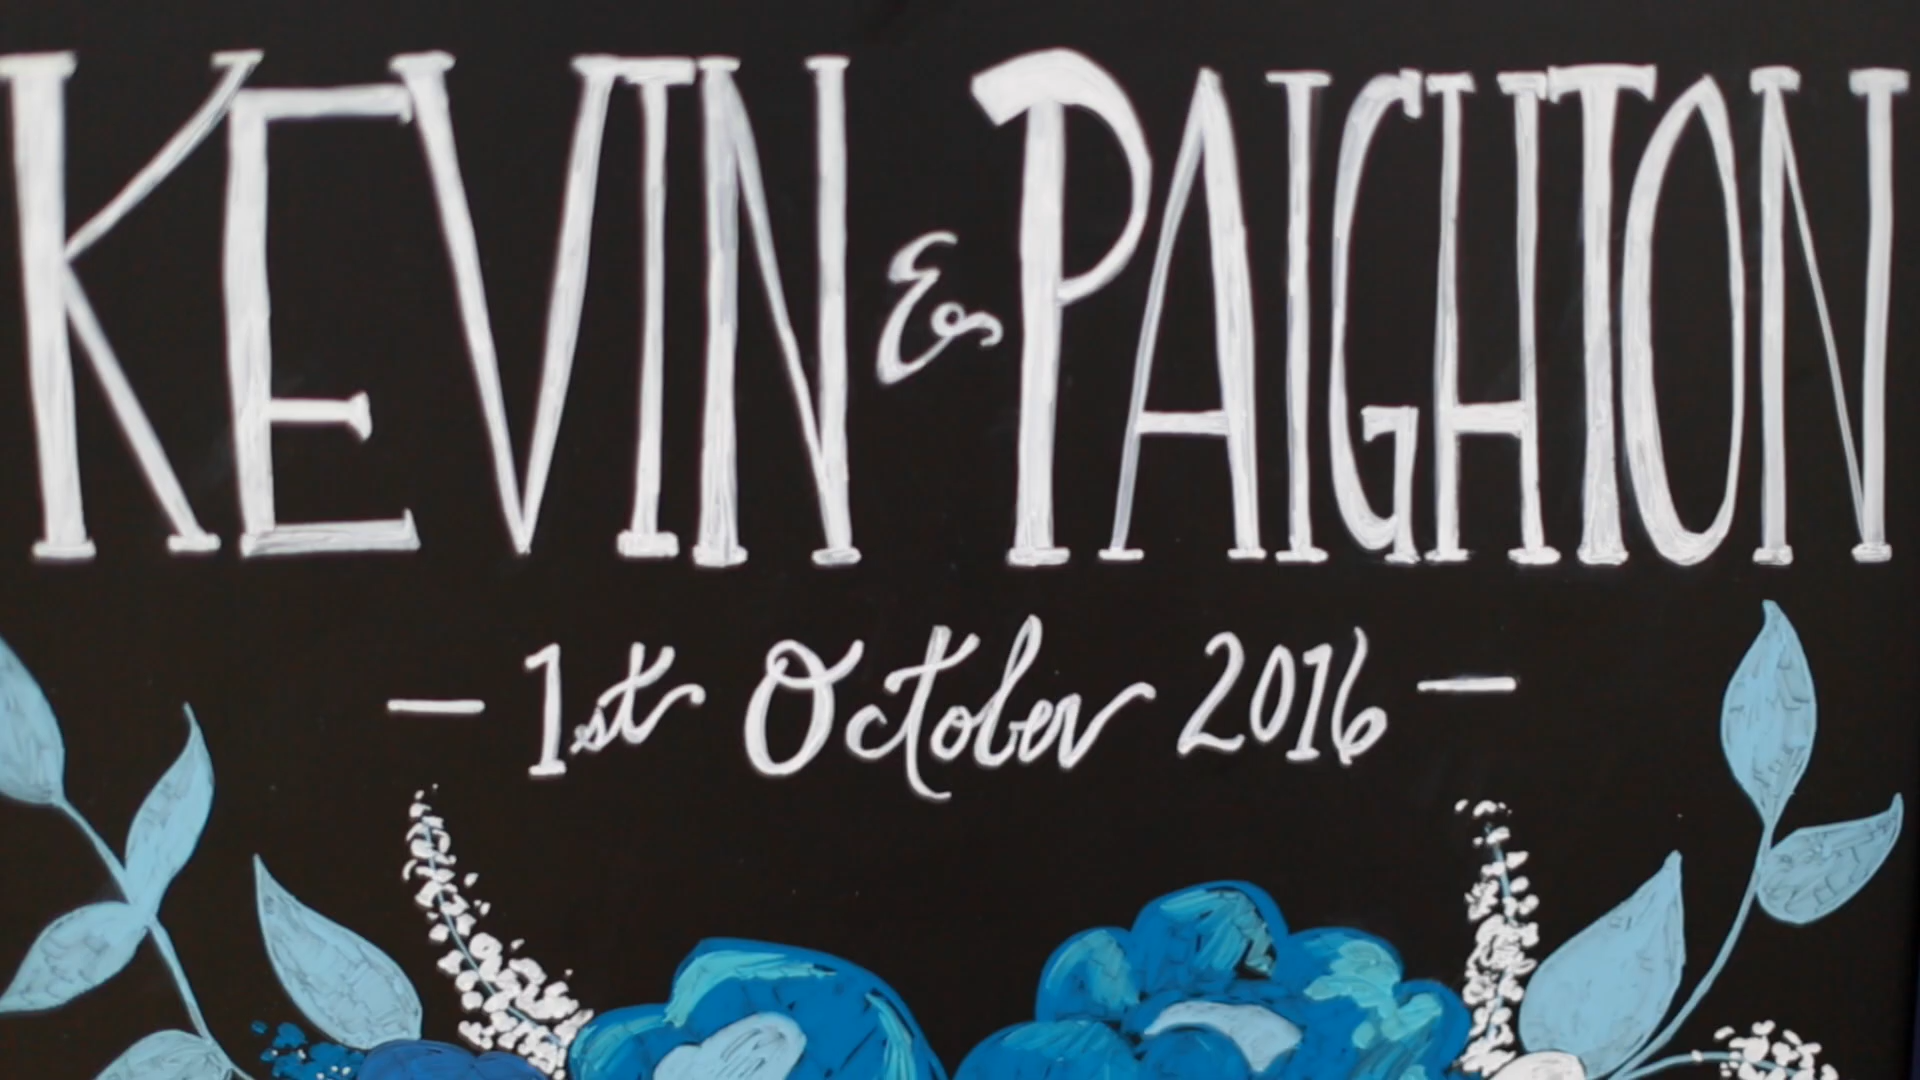 KEVIN & PAIGHTON
— 1st October 2016 —